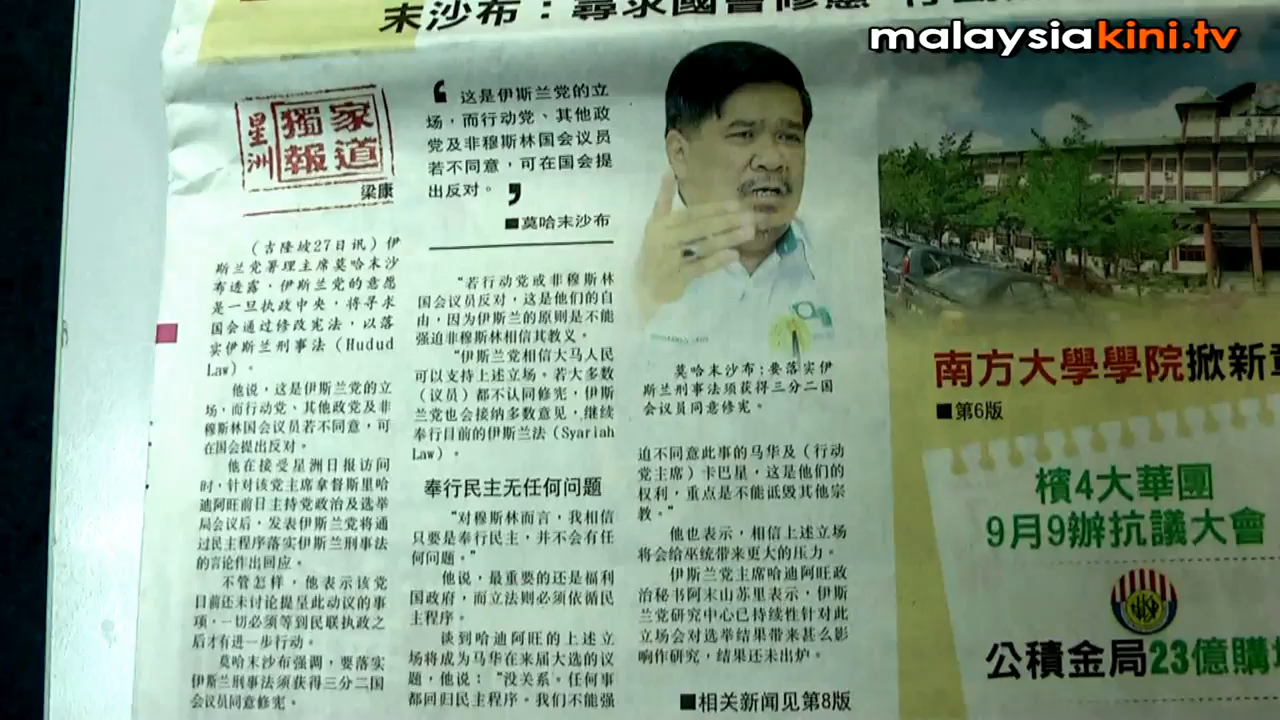 末沙布：尋求國會修憲
malaysiakini.tv
星洲
獨家
報道
梁康
（吉隆坡27日讯）伊
斯兰党署理主席莫哈末沙
布透露，伊斯兰党的意愿
是一旦执政中央，将寻求
国会通过修改宪法，以落
实伊斯兰刑事法（Hudud
Law）。
他说，这是伊斯兰党的立
场，而行动党、其他政党及非
穆斯林国会议员若不同意，可
在国会提出反对。
他在接受星洲日报访问
时，针对该党主席拿督斯里哈
迪阿旺前日主持党政治及选举
局会议后，发表伊斯兰党将通
过民主程序落实伊斯兰刑事法
的言论作出回应。
不管怎样，他表示该党
目前还未讨论提呈此动议的事
项，一切必须等到民联执政之
后才有进一步行动。
莫哈末沙布强调，要落实
伊斯兰刑事法须获得三分二国
会议员同意修宪。
“这是伊斯兰党的立
场，而行动党、其他政
党及非穆斯林国会议员
若不同意，可在国会提
出反对。”
■莫哈末沙布
“若行动党或非穆斯林
国会议员反对，这是他们的自
由，因为伊斯兰的原则是不能
强迫非穆斯林相信其教义。
“伊斯兰党相信大马人民
可以支持上述立场。若大多数
（议员）都不认同修宪，伊斯
兰党也会接纳多数意见，继续
奉行目前的伊斯兰法（Syariah
Law）。
奉行民主无任何问题
“对穆斯林而言，我相信
只要是奉行民主，并不会有任
何问题。”
他说，最重要的还是福利
国政府，而立法则必须依循民
主程序。
谈到哈迪阿旺的上述立
场将成为马华在来届大选的议
题，他说：“没关系。任何事
都回归民主程序。我们不能强
莫哈末沙布：要落实伊
斯兰刑事法须获得三分二国
会议员同意修宪。
迫不同意此事的马华及（行动
党主席）卡巴星，这是他们的
权利，重点是不能诋毁其他宗
教。”
他也表示，相信上述立场
将会给巫统带来更大的压力。
伊斯兰党主席哈迪阿旺政
治秘书阿末山苏里表示，伊斯
兰党研究中心已持续性针对此
立场会对选举结果带来甚么影
响作研究，结果还未出炉。
■相关新闻见第8版
南方大學學院掀新
■第6版
檳4大華團
9月9辦抗議大會
公積金局23億購